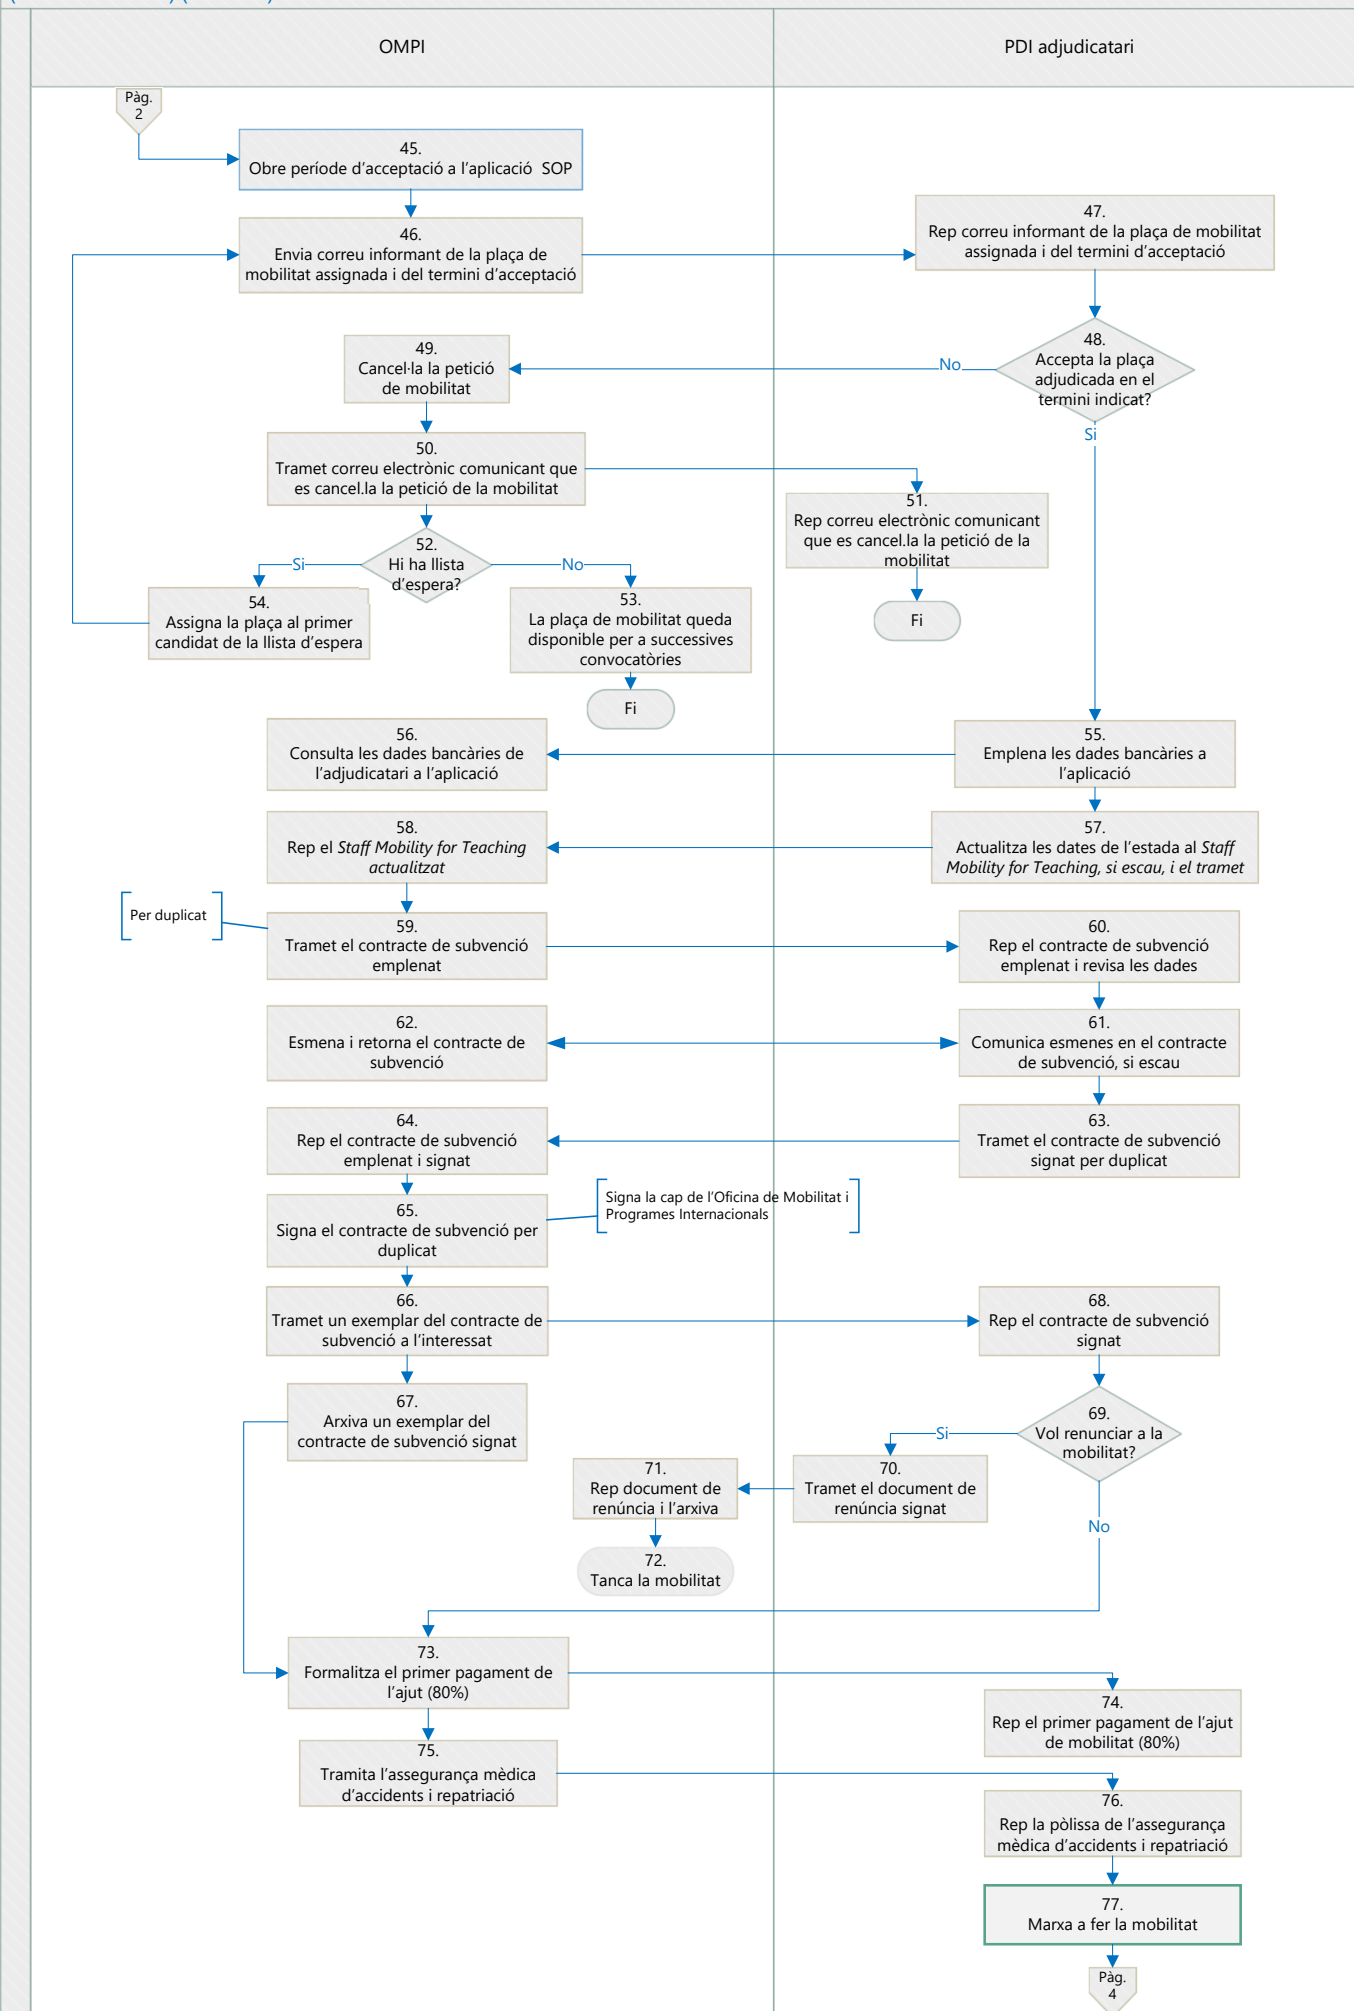 OMPI
PDI adjudicatari
Pàg.
2
45.
Obre període d'acceptació a l'aplicació SOP
46.
Envia correu informant de la plaça de
mobilitat assignada i del termini d'acceptació
47.
Rep correu informant de la plaça de mobilitat
assignada i del termini d'acceptació
48.
Accepta la plaça
adjudicada en el
termini indicat?
No
Si
49.
Cancel·la la petició
de mobilitat
50.
Tramet correu electrònic comunicant que
es cancel.la la petició de la mobilitat
51.
Rep correu electrònic comunicant
que es cancel.la la petició de la
mobilitat
Fi
52.
Hi ha llista
d'espera?
Si
No
54.
Assigna la plaça al primer
candidat de la llista d'espera
53.
La plaça de mobilitat queda
disponible per a successives
convocatòries
Fi
56.
Consulta les dades bancàries de
l'adjudicatari a l'aplicació
55.
Emplena les dades bancàries a
l'aplicació
58.
Rep el Staff Mobility for Teaching
actualitzat
57.
Actualitza les dates de l'estada al Staff
Mobility for Teaching, si escau, i el tramet
Per duplicat
59.
Tramet el contracte de subvenció
emplenat
60.
Rep el contracte de subvenció
emplenat i revisa les dades
62.
Esmena i retorna el contracte de
subvenció
61.
Comunica esmenes en el contracte
de subvenció, si escau
64.
Rep el contracte de subvenció
emplenat i signat
63.
Tramet el contracte de subvenció
signat per duplicat
65.
Signa el contracte de subvenció per
duplicat
Signa la cap de l'Oficina de Mobilitat i
Programes Internacionals
66.
Tramet un exemplar del contracte de
subvenció a l'interessat
68.
Rep el contracte de subvenció
signat
67.
Arxiva un exemplar del
contracte de subvenció signat
69.
Vol renunciar a la
mobilitat?
Si
No
71.
Rep document de
renúncia i l'arxiva
70.
Tramet el document de
renúncia signat
72.
Tanca la mobilitat
73.
Formalitza el primer pagament de
l'ajut (80%)
74.
Rep el primer pagament de l'ajut
de mobilitat (80%)
75.
Tramita l'assegurança mèdica
d'accidents i repatriació
76.
Rep la pòlissa de l'assegurança
mèdica d'accidents i repatriació
77.
Marxa a fer la mobilitat
Pàg.
4